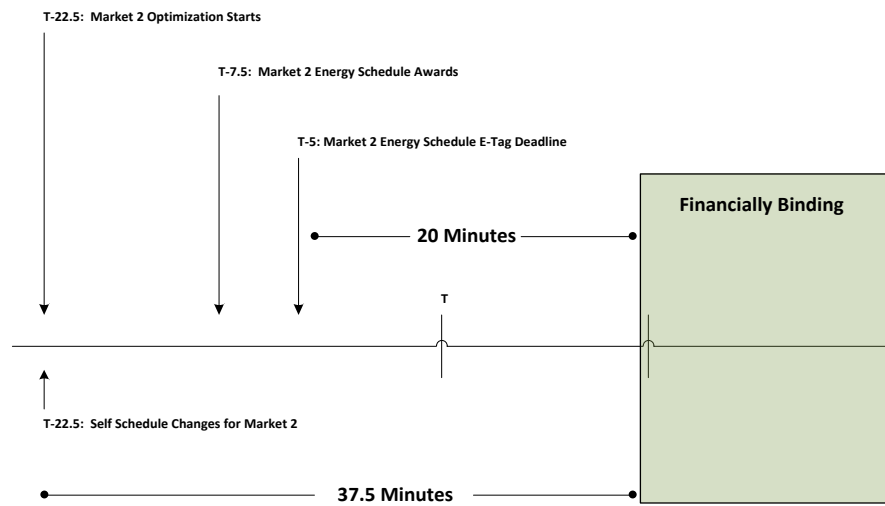 T-22.5: Market 2 Optimization Starts
T-7.5: Market 2 Energy Schedule Awards
T-5: Market 2 Energy Schedule E-Tag Deadline
Financially Binding
20 Minutes
T
T-22.5: Self Schedule Changes for Market 2
37.5 Minutes